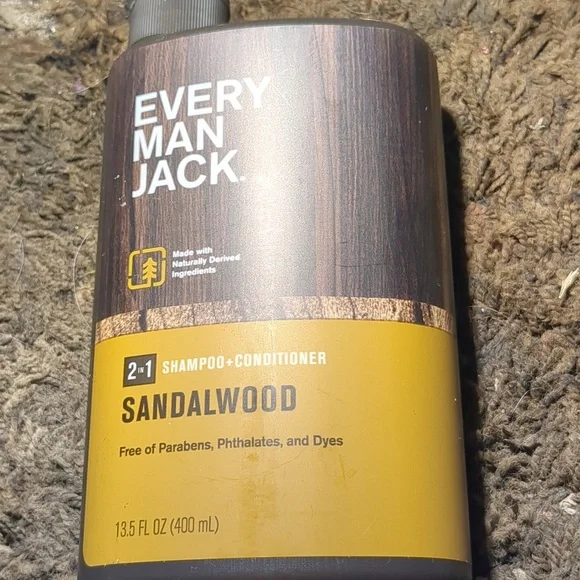 EVERY
MAN
JACK.
Made with
Naturally Derived
Ingredients
2 IN 1 SHAMPOO+CONDITIONER
SANDALWOOD
Free of Parabens, Phthalates, and Dyes
13.5 FL OZ (400 mL)